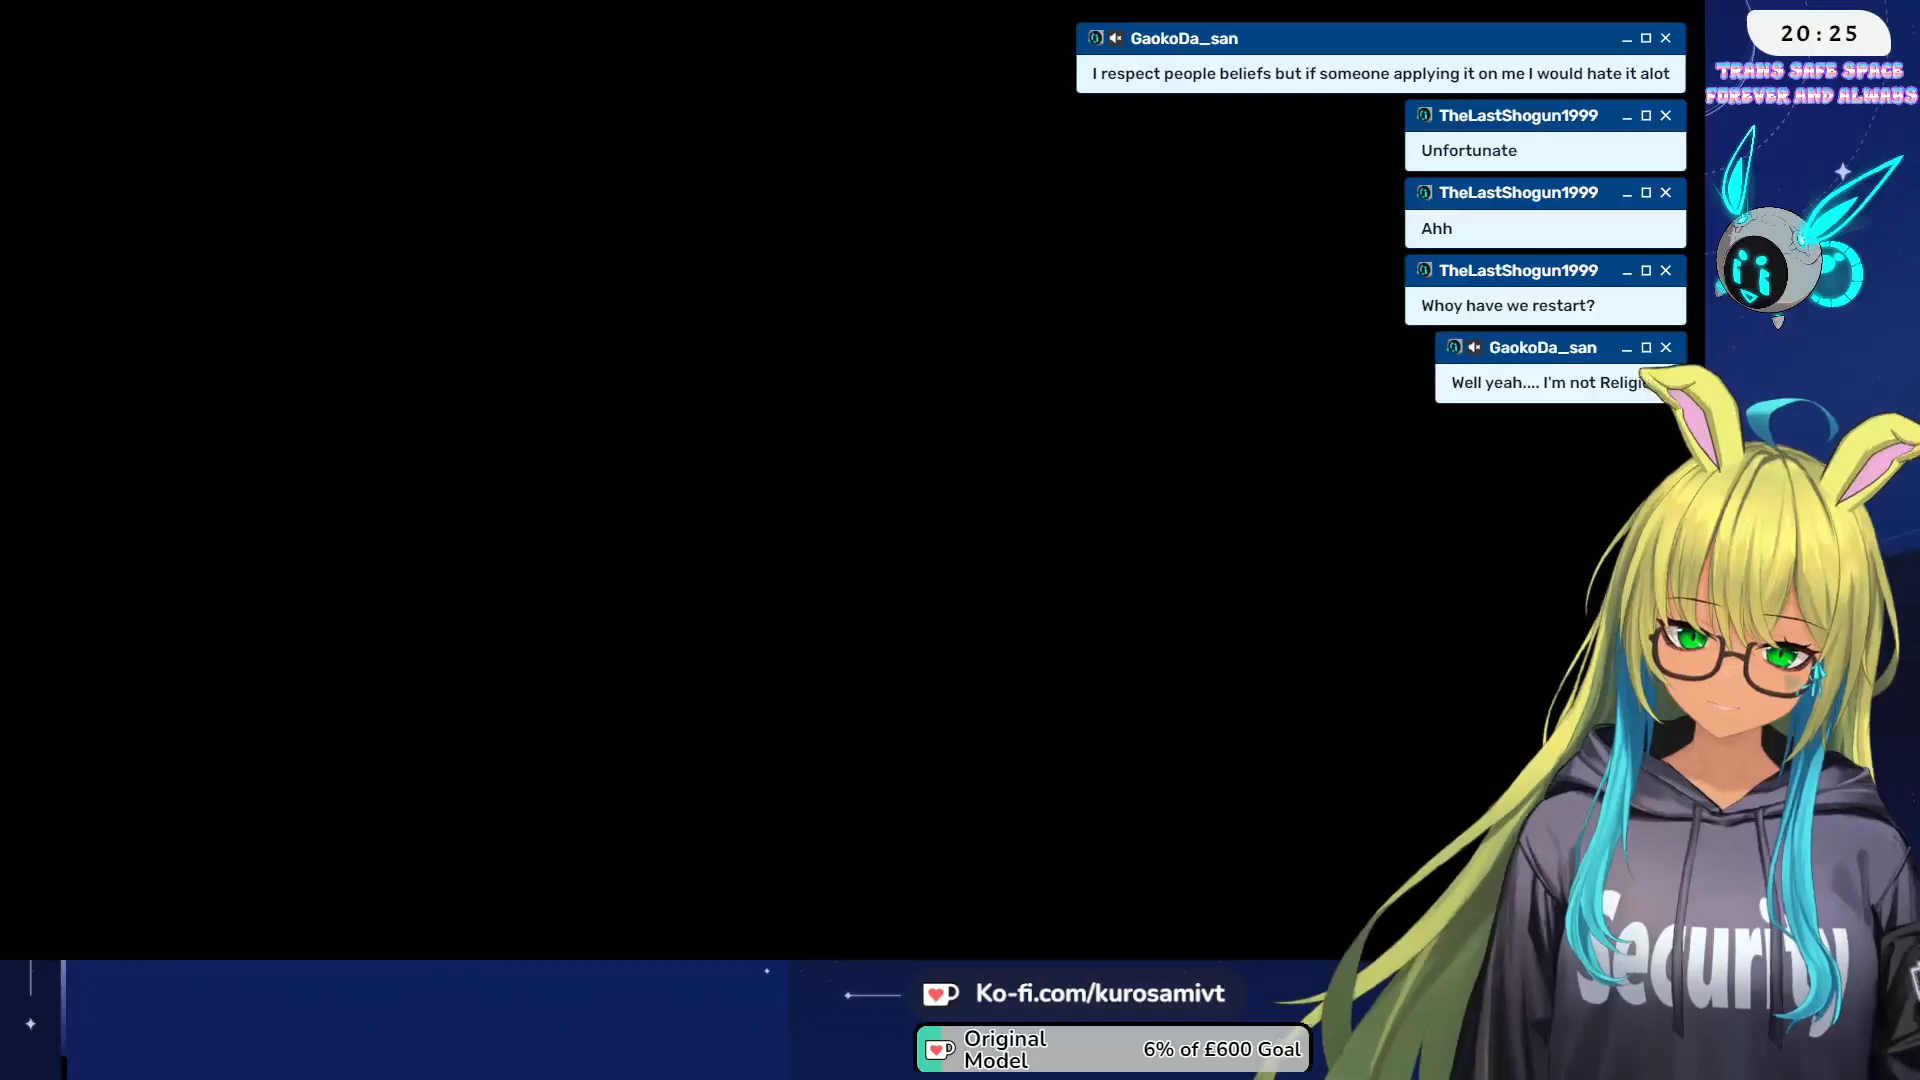 GaokoDa_san
I respect people beliefs but if someone applying it on me I would hate it alot
TheLastShogun1999
Unfortunate
TheLastShogun1999
Ahh
TheLastShogun1999
Whoy have we restart?
GaokoDa_san
Well yeah.... I'm not
20:25
TRANS SAFE SPACE
FOREVER AND ALWAYS
Security
Ko-fi.com/kurosamivt
Original
Model
6% of £600 Goal